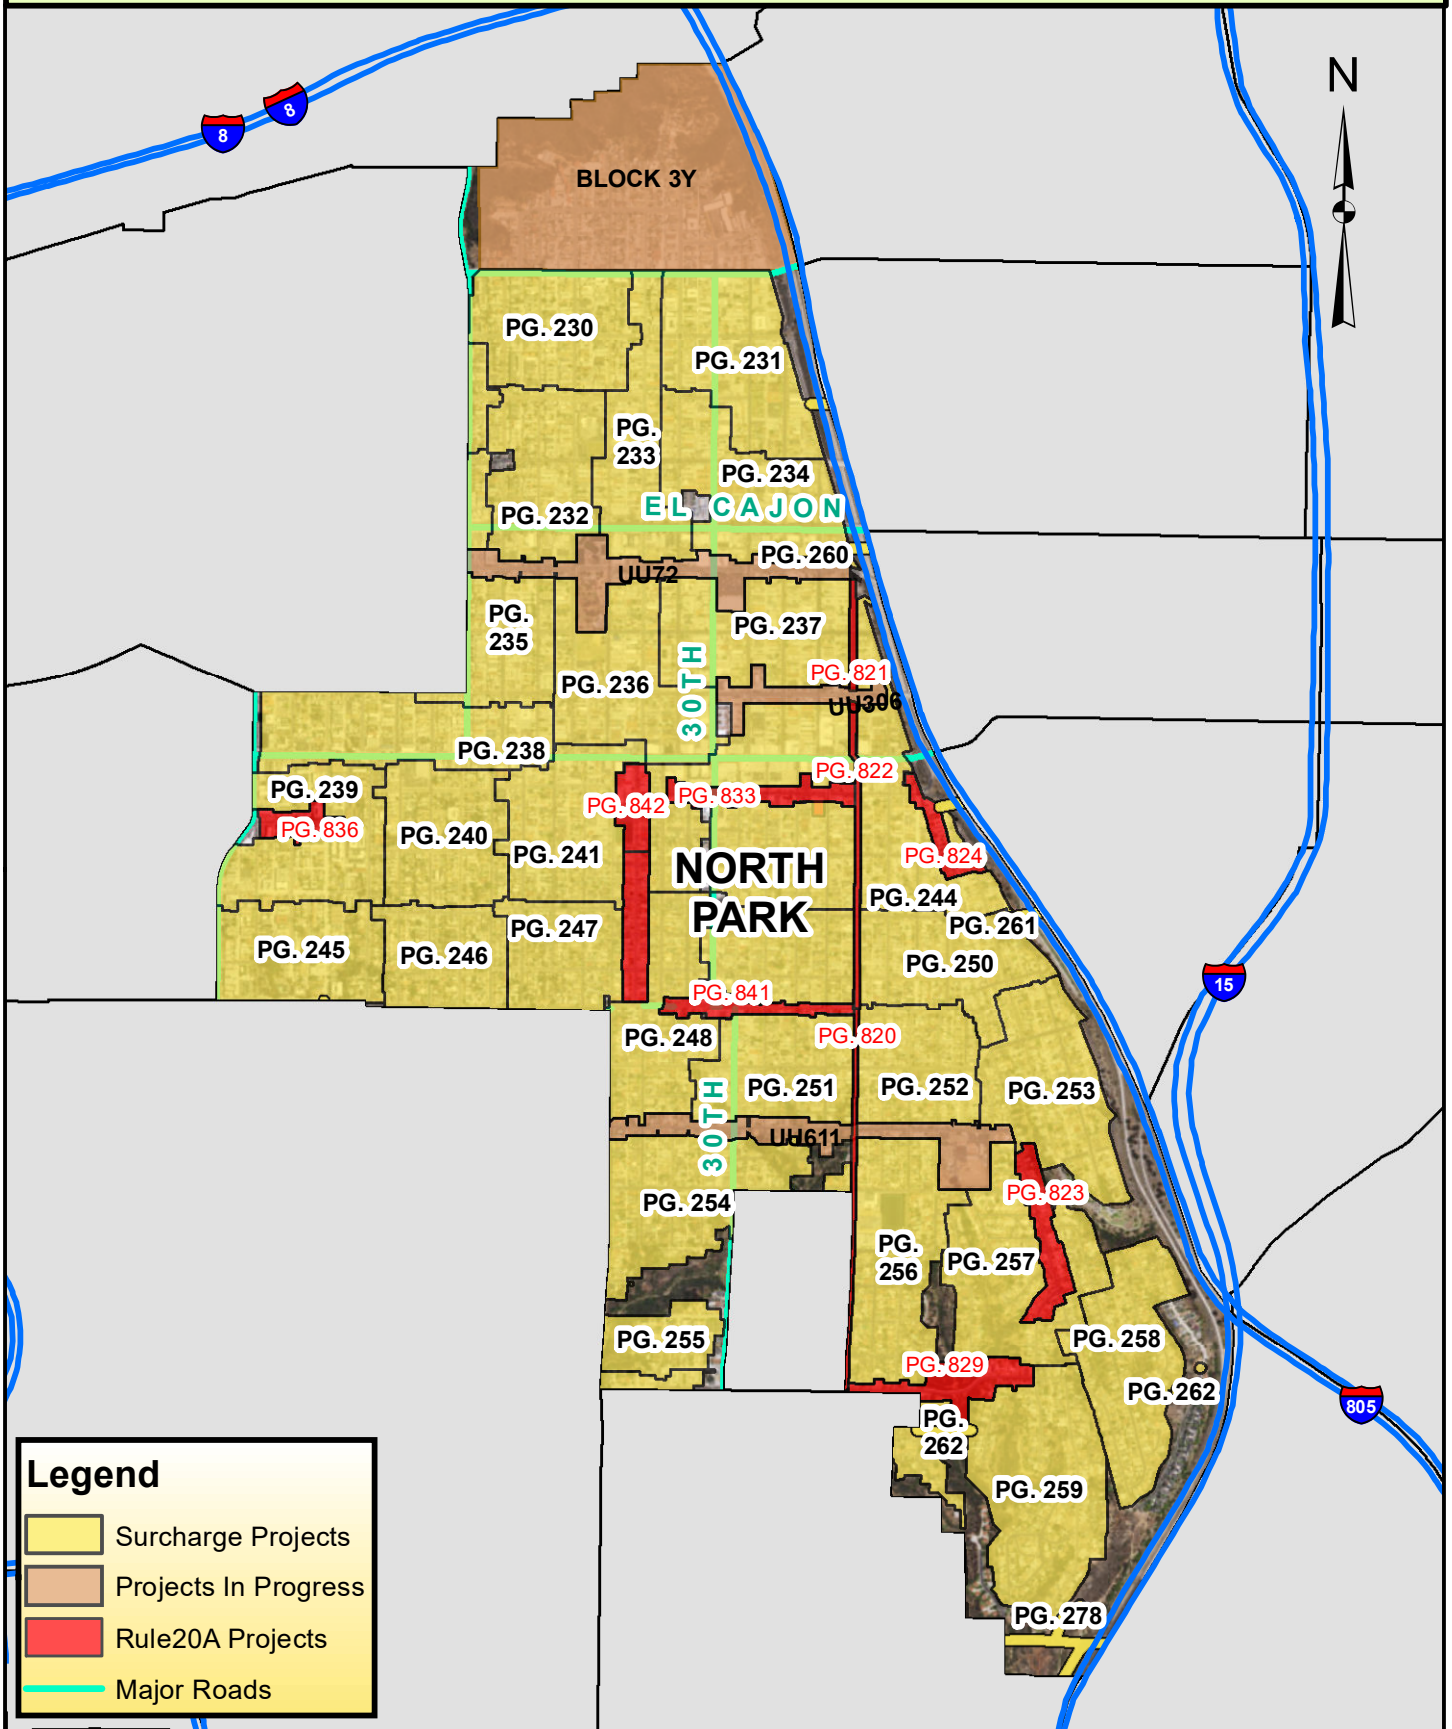 N
8
8
BLOCK 3Y
PG. 230
PG. 231
PG.
233
PG. 234
EL CAJON
PG. 232
PG. 260
UU72
PG.
235
PG. 237
30TH
PG. 236
PG. 821
UU306
PG. 238
PG. 822
PG. 239
PG. 842
PG. 833
PG. 836
PG. 240
PG. 241
PG. 824
NORTH
PARK
PG. 244
PG. 261
PG. 245
PG. 246
PG. 247
PG. 250
15
PG. 841
PG. 248
PG. 820
PG. 251
PG. 252
PG. 253
30TH
UU611
PG. 823
PG. 254
PG.
256
PG. 257
PG. 255
PG. 258
PG. 829
PG. 262
805
PG.
262
PG. 259
PG. 278
Legend
Surcharge Projects
Projects In Progress
Rule20A Projects
Major Roads